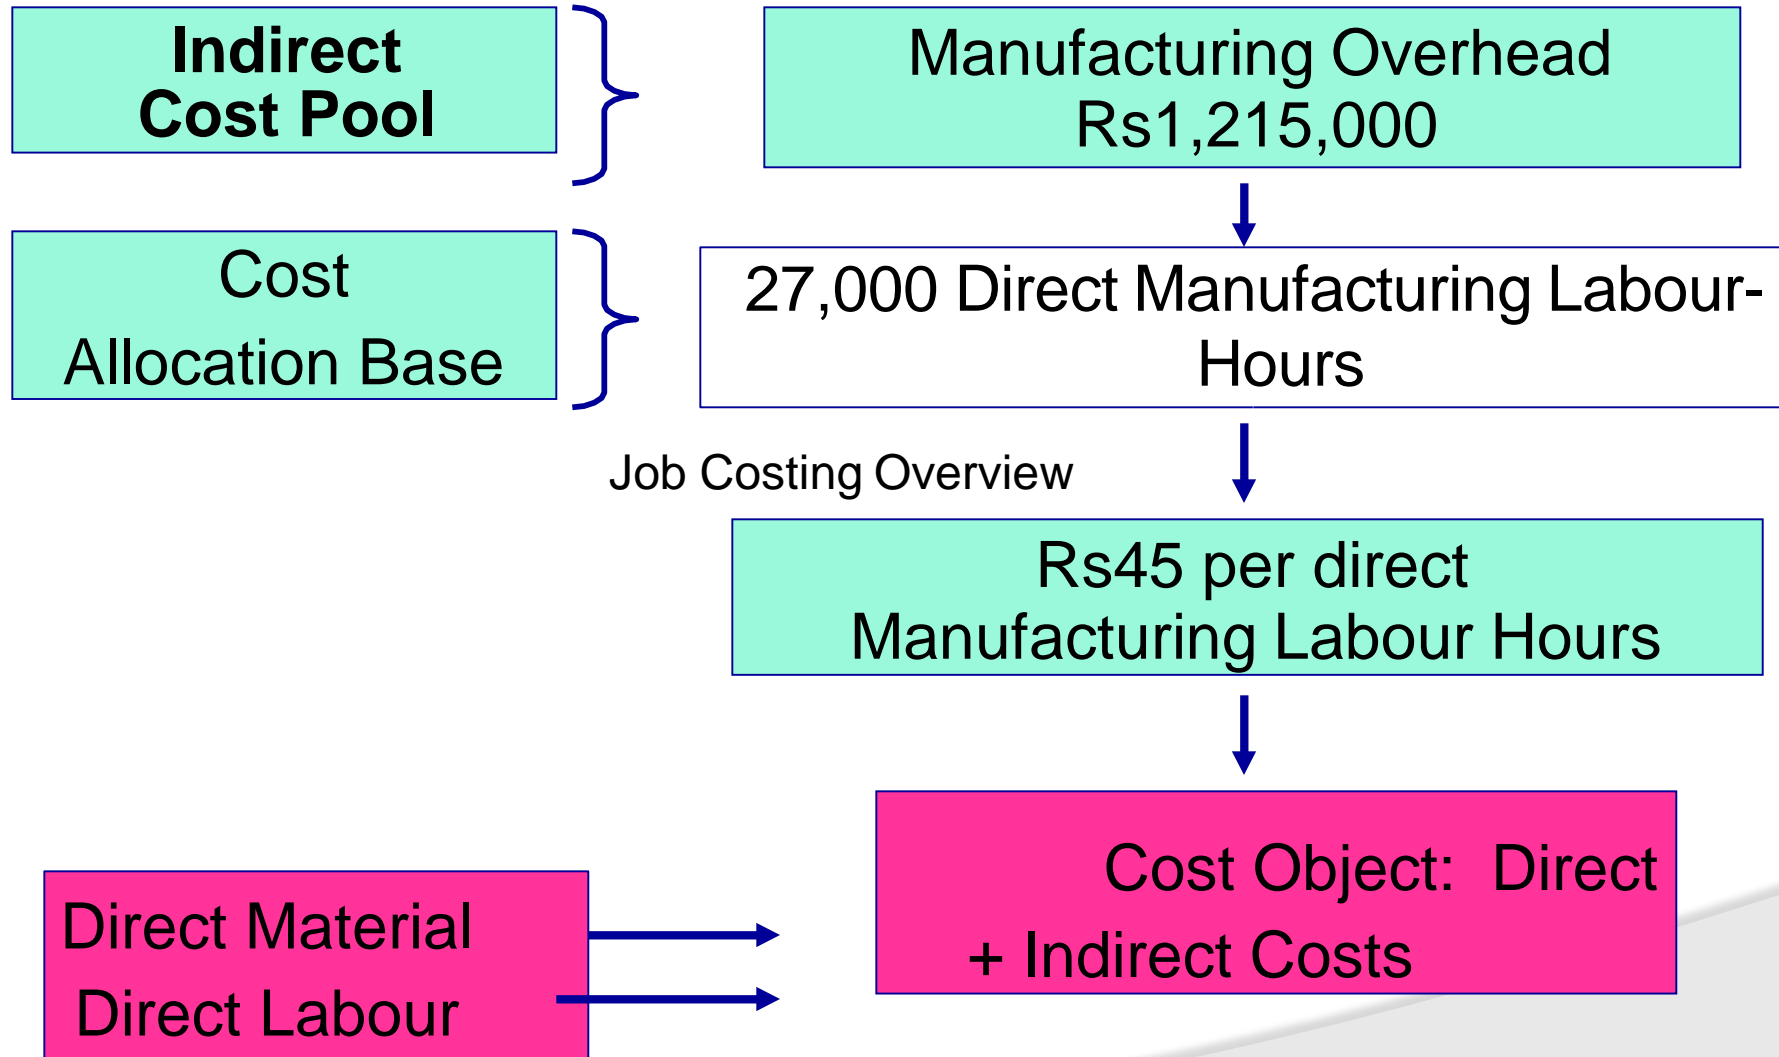 Indirect
Cost Pool
Manufacturing Overhead
Rs1,215,000
Cost
Allocation Base
27,000 Direct Manufacturing Labour-
Hours
Job Costing Overview
Rs45 per direct
Manufacturing Labour Hours
Cost Object: Direct
+ Indirect Costs
Direct Material
Direct Labour